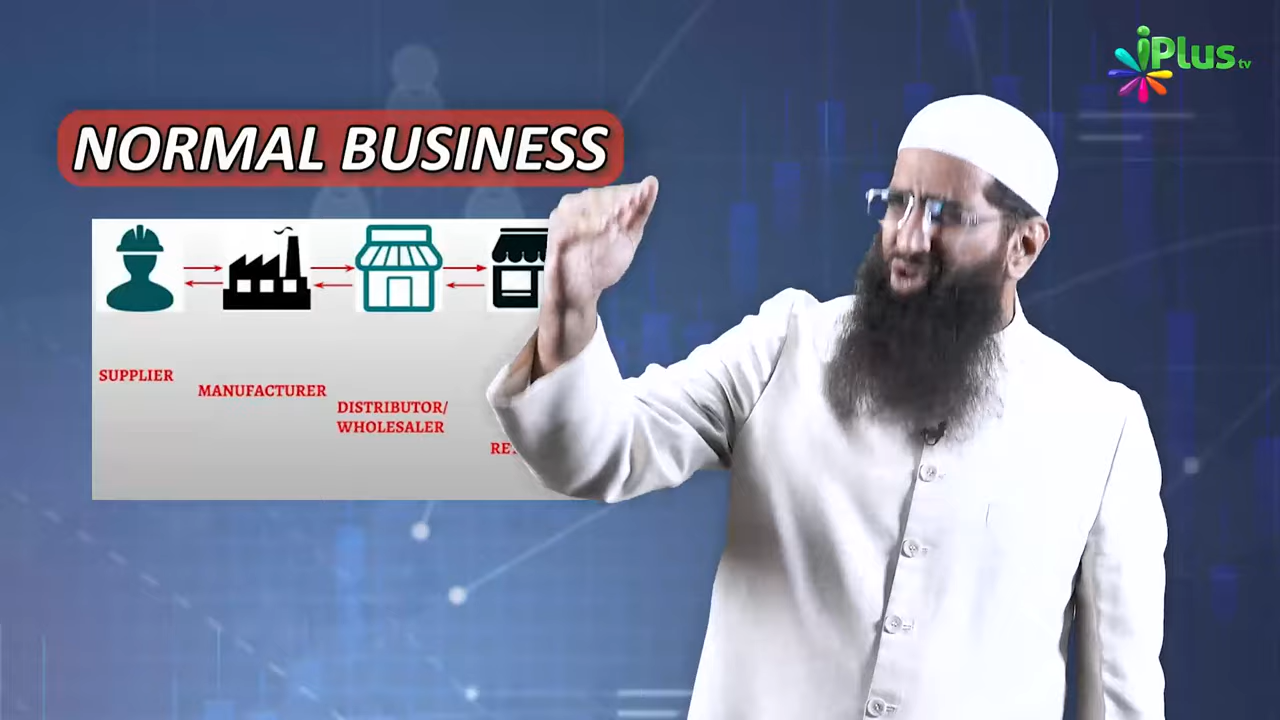 iPlus tv
NORMAL BUSINESS
SUPPLIER
MANUFACTURER
DISTRIBUTOR/
WHOLESALER